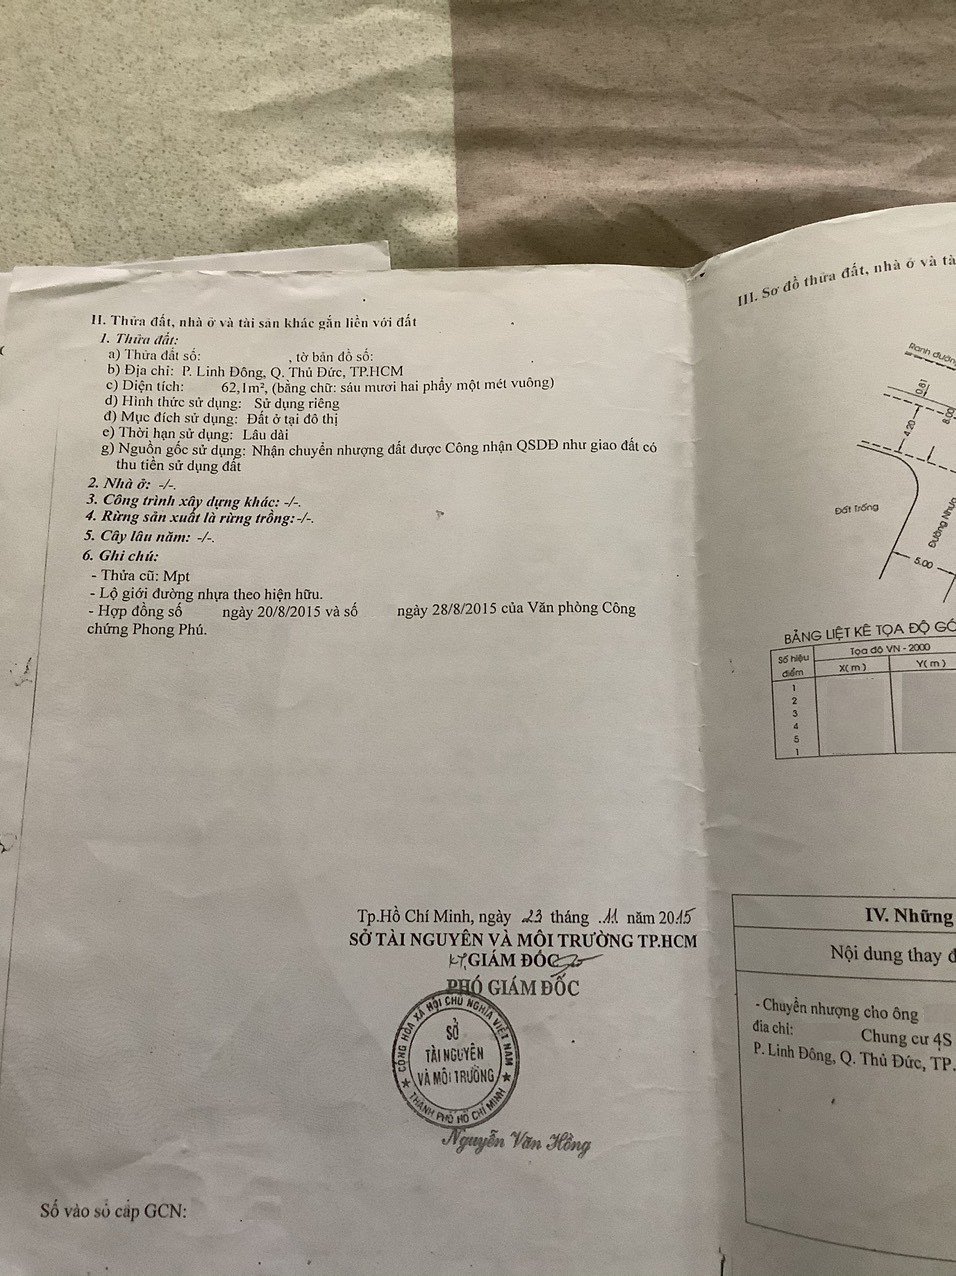 II. Thửa đất, nhà ở và tài sản khác gắn liền với đất
1. Thửa đất:
a) Thửa đất số: , tờ bản đồ số:
b) Địa chỉ: P. Linh Đông, Q. Thủ Đức, TP.HCM
c) Diện tích: 62,1m², (bằng chữ: sáu mươi hai phẩy một mét vuông)
d) Hình thức sử dụng: Sử dụng riêng
đ) Mục đích sử dụng: Đất ở tại đô thị
e) Thời hạn sử dụng: Lâu dài
g) Nguồn gốc sử dụng: Nhận chuyển nhượng đất được Công nhận QSDĐ như giao đất có
thu tiền sử dụng đất
2. Nhà ở: -/-.
3. Công trình xây dựng khác: -/-.
4. Rừng sản xuất là rừng trồng: -/-.
5. Cây lâu năm: -/-.
6. Ghi chú:
- Thửa cũ: Mpt
- Lộ giới đường nhựa theo hiện hữu.
- Hợp đồng số ngày 20/8/2015 và số ngày 28/8/2015 của Văn phòng Công
chứng Phong Phú.
Tp.Hồ Chí Minh, ngày 23 tháng .11 năm 2015
SỞ TÀI NGUYÊN VÀ MÔI TRƯỜNG TP.HCM
KT.GIÁM ĐỐC
PHÓ GIÁM ĐỐC
CỘNG HÒA XÃ HỘI CHỦ NGHĨA VIỆT NAM
SỞ
TÀI NGUYÊN
VÀ MÔI TRƯỜNG
THÀNH PHỐ HỒ CHÍ MINH
Nguyễn Văn Hồng
Số vào sổ cấp GCN:
III. Sơ đồ thửa đất, nhà ở và tà
Ranh đường
0.61
4.20
8.00
Đất trống
Đường Nhựa
5.00
BẢNG LIỆT KÊ TỌA ĐỘ GÓ
Số hiệu
điểm
Tọa độ VN - 2000
X( m )
Y( m )
1
2
3
4
5
1
IV. Những
Nội dung thay đ
- Chuyển nhượng cho ông
địa chỉ: Chung cư 4S
P. Linh Đông, Q. Thủ Đức, TP.